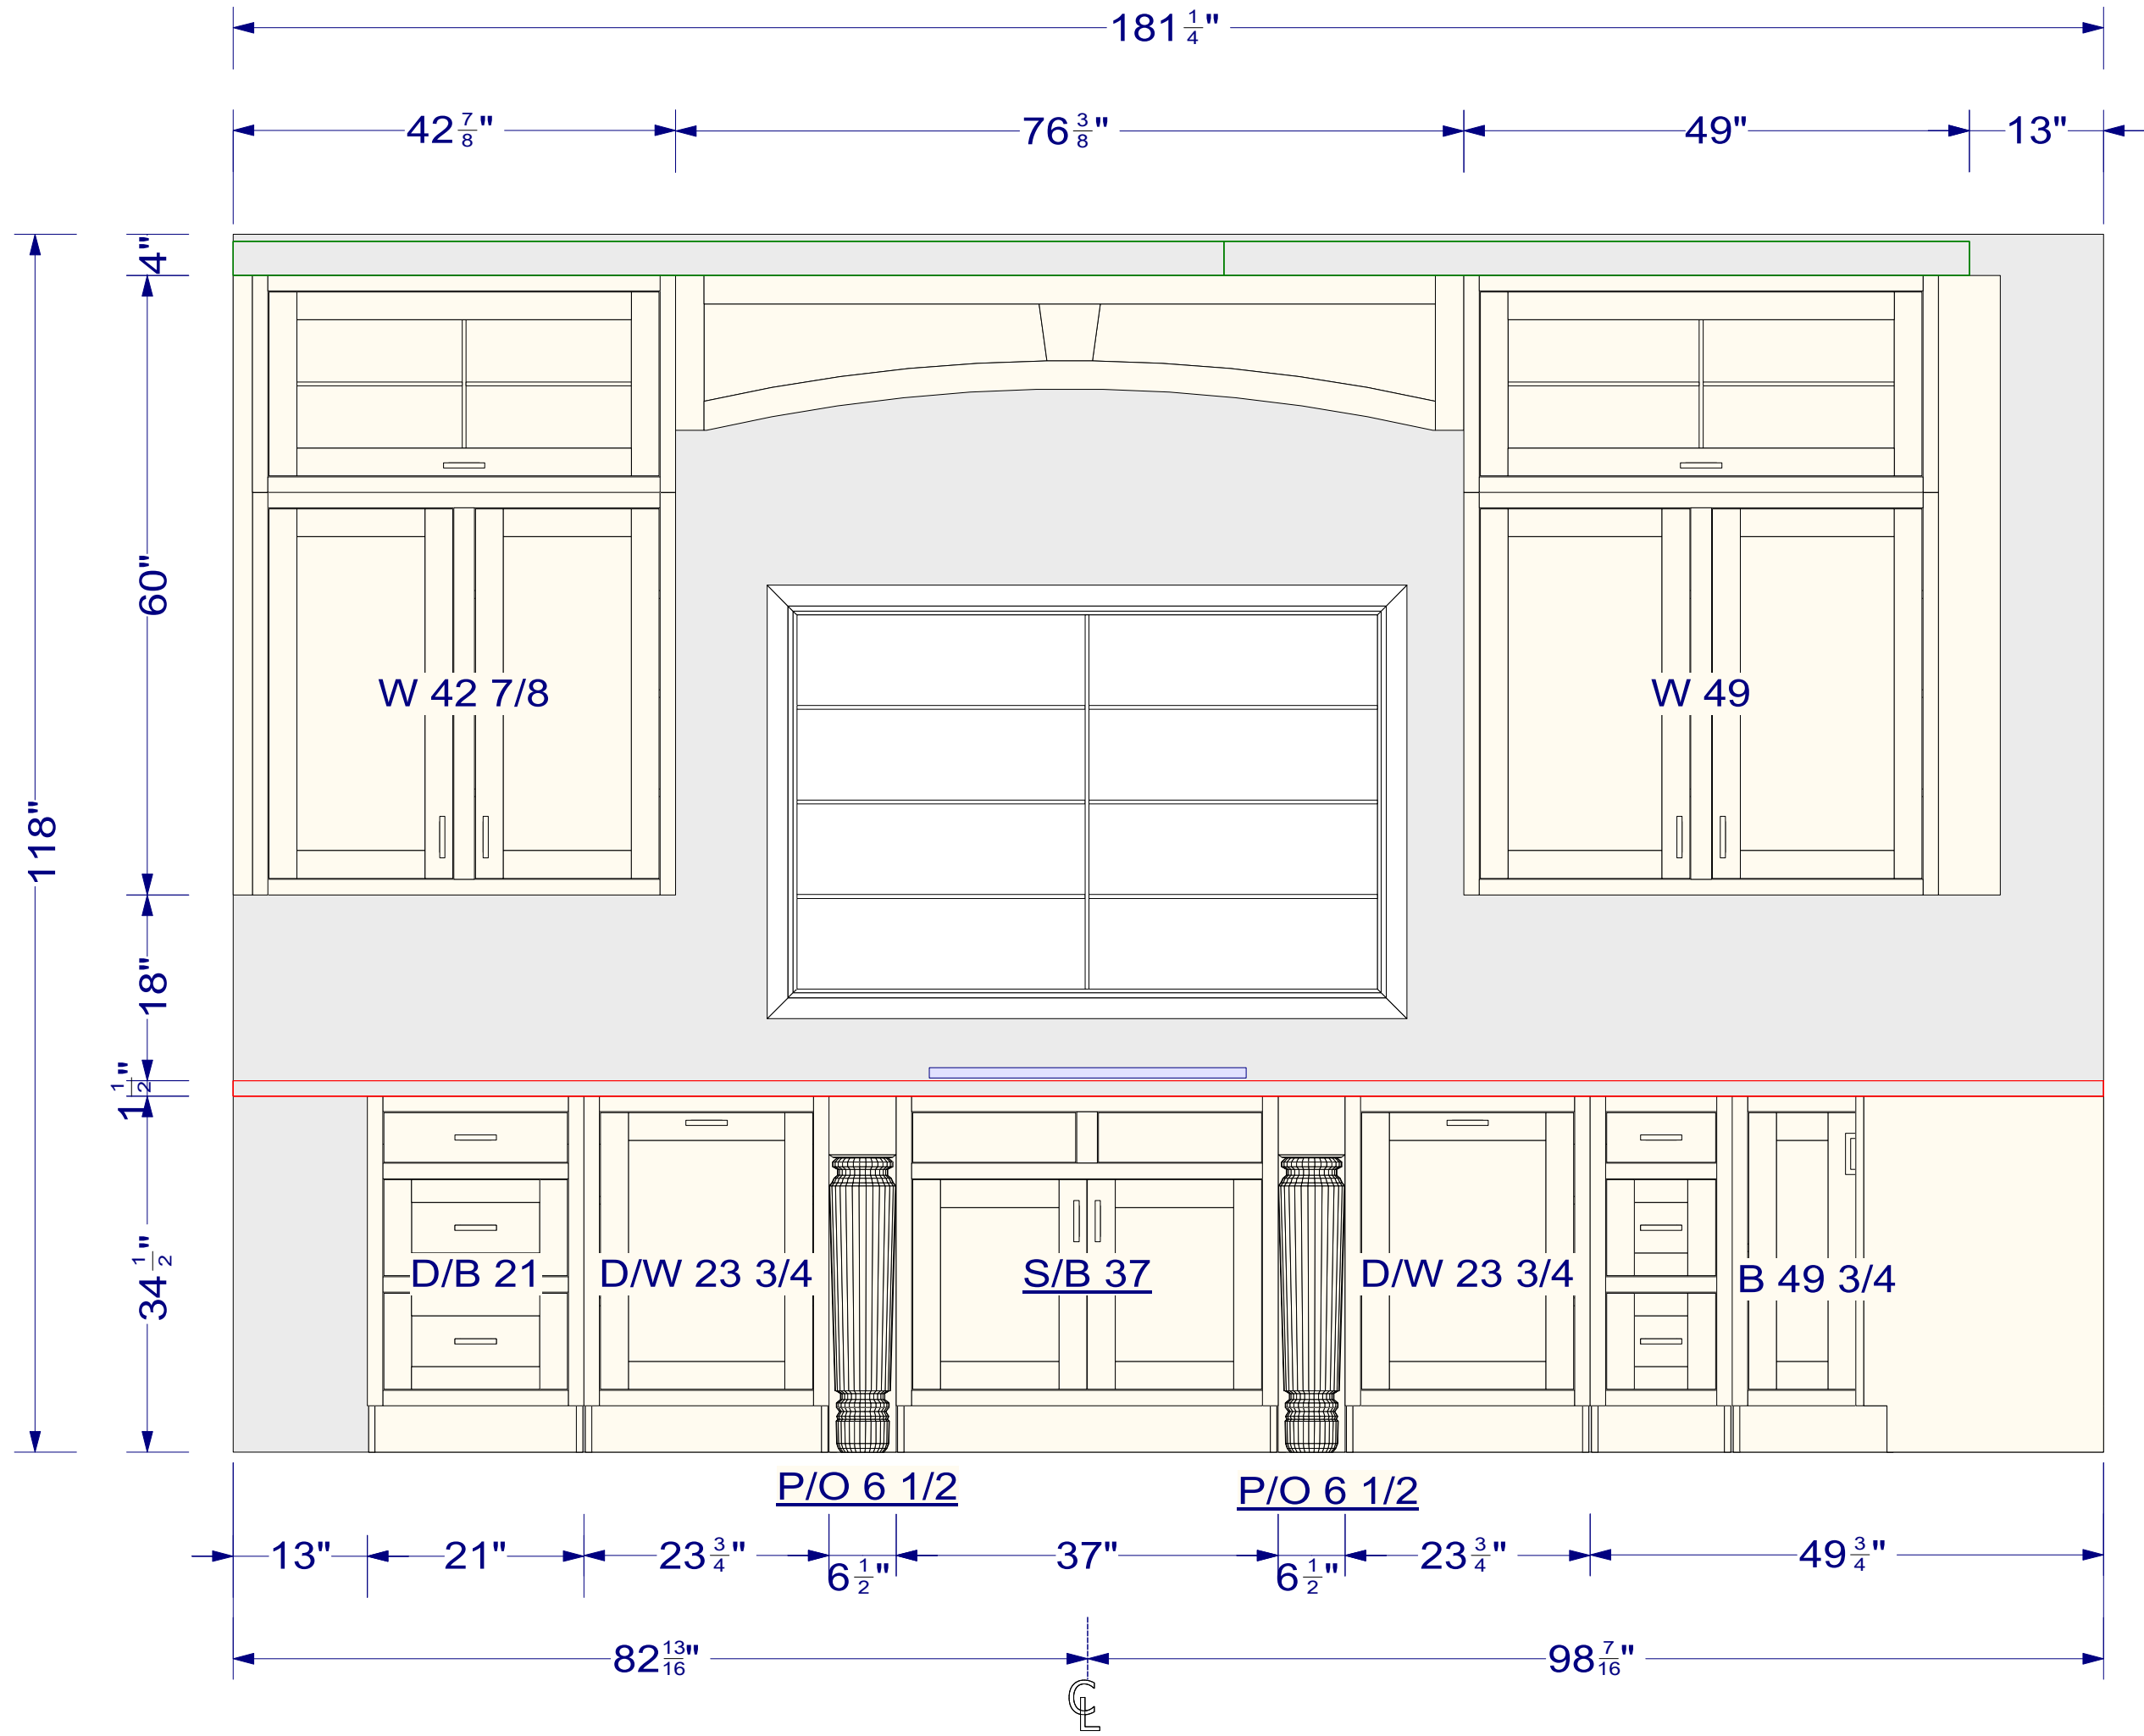 181 1/4"
42 7/8"
76 3/8"
49"
13"
4"
60"
118"
18"
1 1/2"
34 1/2"
W 42 7/8
W 49
D/B 21
D/W 23 3/4
S/B 37
D/W 23 3/4
B 49 3/4
P/O 6 1/2
P/O 6 1/2
13"
21"
23 3/4"
6 1/2"
37"
6 1/2"
23 3/4"
49 3/4"
82 13/16"
98 7/16"
CL